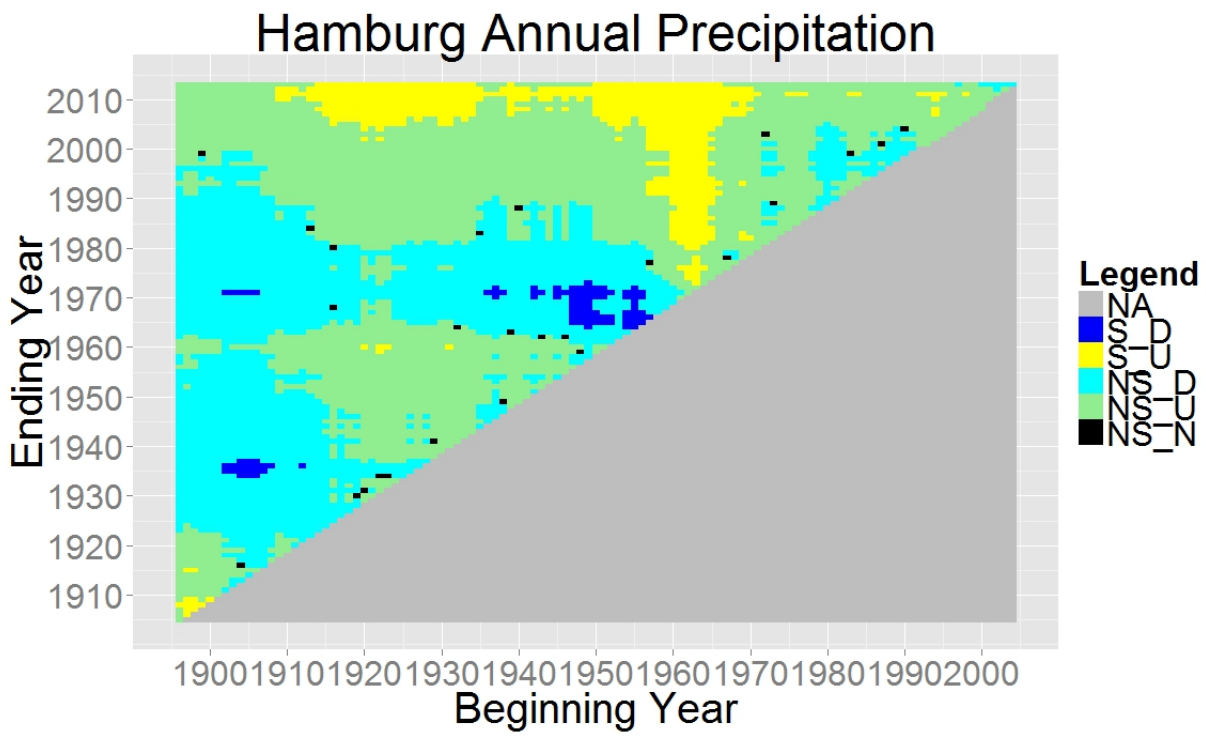 Hamburg Annual Precipitation
Ending Year
2010
2000
1990
1980
1970
1960
1950
1940
1930
1920
1910
1900 1910 1920 1930 1940 1950 1960 1970 1980 1990 2000
Beginning Year
Legend
NA
S_D
S_U
NS_D
NS_U
NS_N